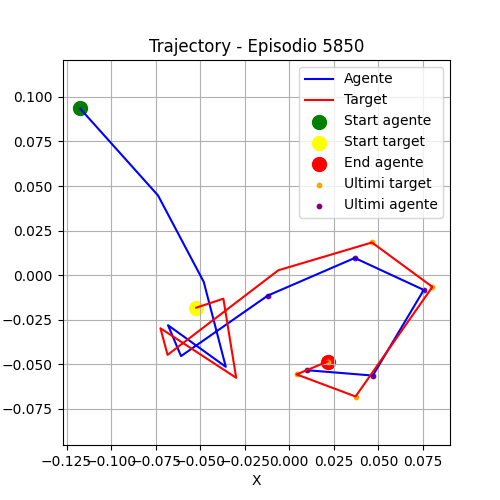 Trajectory - Episodio 5850
Agente
Target
Start agente
Start target
End agente
Ultimi target
Ultimi agente
0.100
0.075
0.050
0.025
0.000
−0.025
−0.050
−0.075
−0.125 −0.100 −0.075 −0.050 −0.025 0.000 0.025 0.050 0.075
X